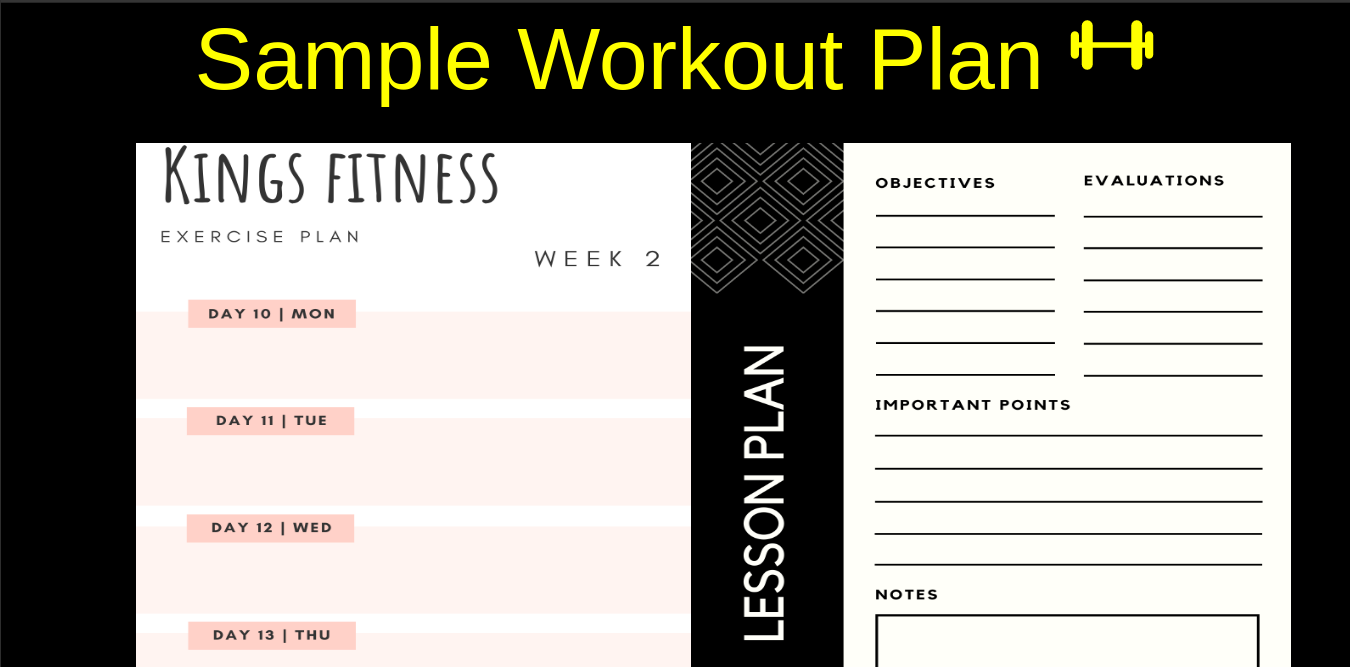 Sample Workout Plan
Kings fitness
EXERCISE PLAN
WEEK 2
DAY 10 | MON
DAY 11 | TUE
DAY 12 | WED
DAY 13 | THU
LESSON PLAN
OBJECTIVES
EVALUATIONS
IMPORTANT POINTS
NOTES